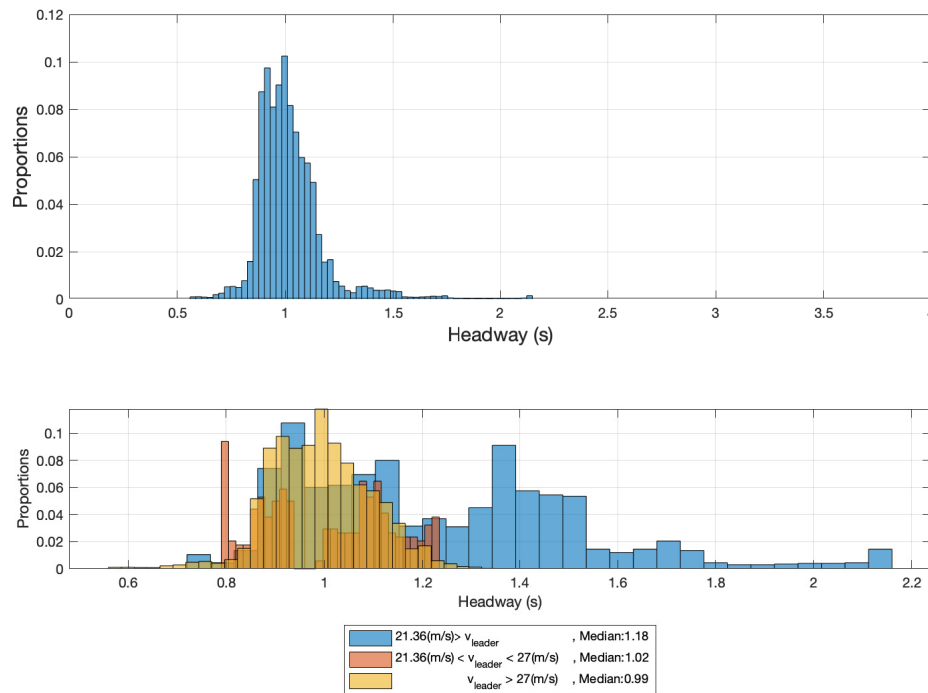 0.12
0.1
0.08
0.06
0.04
0.02
0
Proportions
0 0.5 1 1.5 2 2.5 3 3.5
Headway (s)
0.1
0.08
0.06
0.04
0.02
0
Proportions
0.6 0.8 1 1.2 1.4 1.6 1.8 2 2.2
Headway (s)
21.36(m/s)> v_leader , Median:1.18
21.36(m/s) < v_leader < 27(m/s) , Median:1.02
v_leader > 27(m/s) , Median:0.99